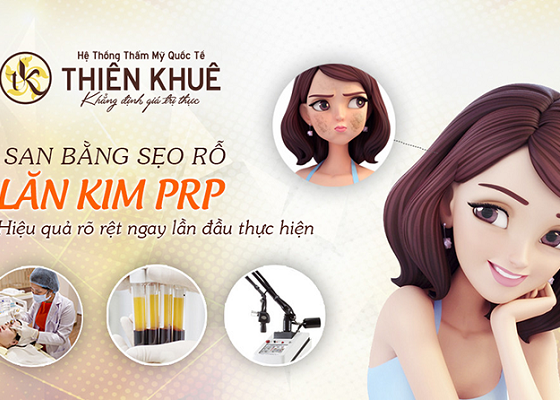 Hệ Thống Thẩm Mỹ Quốc Tế
THIÊN KHUÊ
Khẳng định giá trị thực
SAN BẰNG SẸO RỖ
LĂN KIM PRP
Hiệu quả rõ rệt ngay lần đầu thực hiện